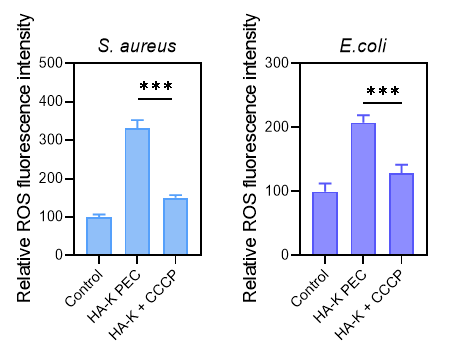 S. aureus
Relative ROS fluorescence intensity
500
400
300
200
100
0
***
Control
HA-K PEC
HA-K + CCCP
E.coli
Relative ROS fluorescence intensity
300
200
100
0
***
Control
HA-K PEC
HA-K + CCCP